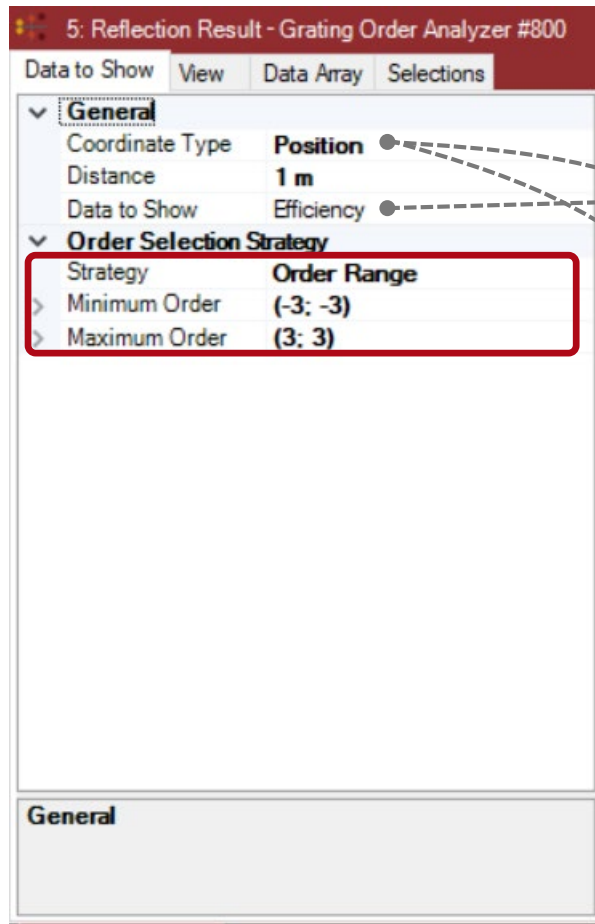 5: Reflection Result - Grating Order Analyzer #800
Data to Show View Data Array Selections
General
Coordinate Type Position
Distance 1 m
Data to Show Efficiency
Order Selection Strategy
Strategy Order Range
Minimum Order (-3; -3)
Maximum Order (3; 3)
General